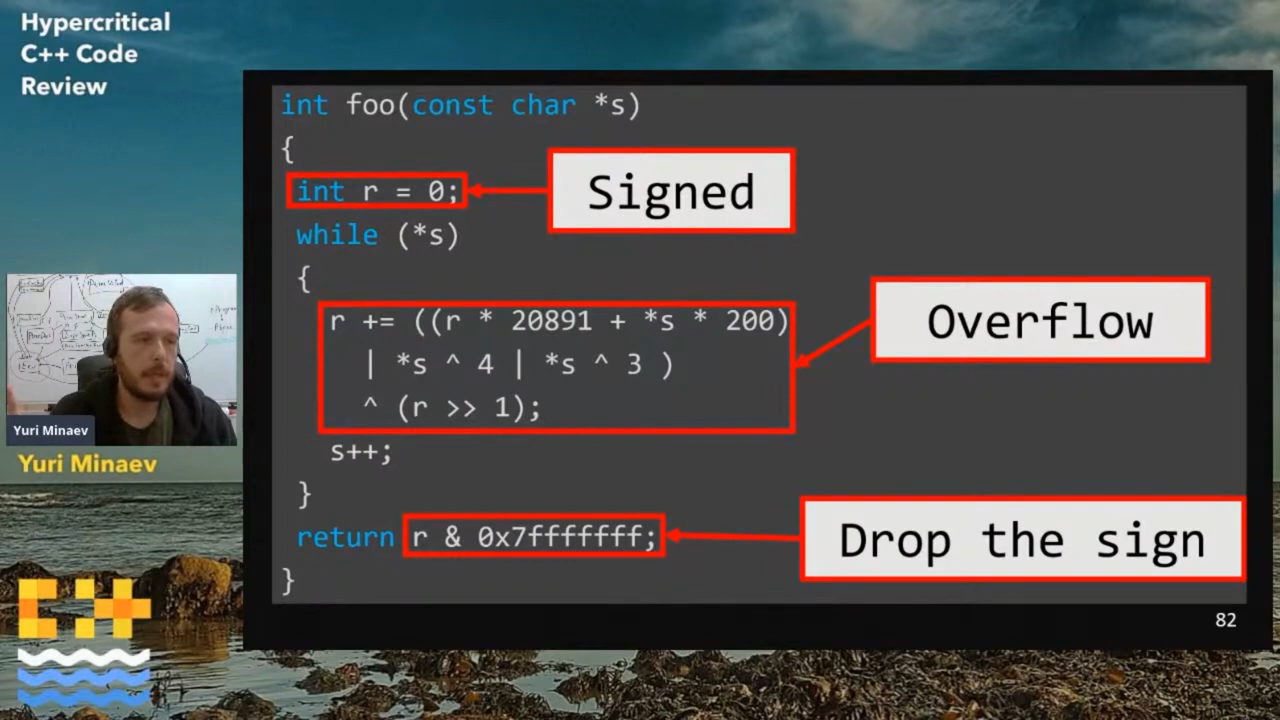 Hypercritical
C++ Code
Review
int foo(const char *s)
{
int r = 0;
Signed
while (*s)
{
r += ((r * 20891 + *s * 200)
| *s ^ 4 | *s ^ 3 )
^ (r >> 1);
Overflow
s++;
}
return r & 0x7fffffff;
Drop the sign
}
82
Yuri Minaev
Yuri Minaev
C++